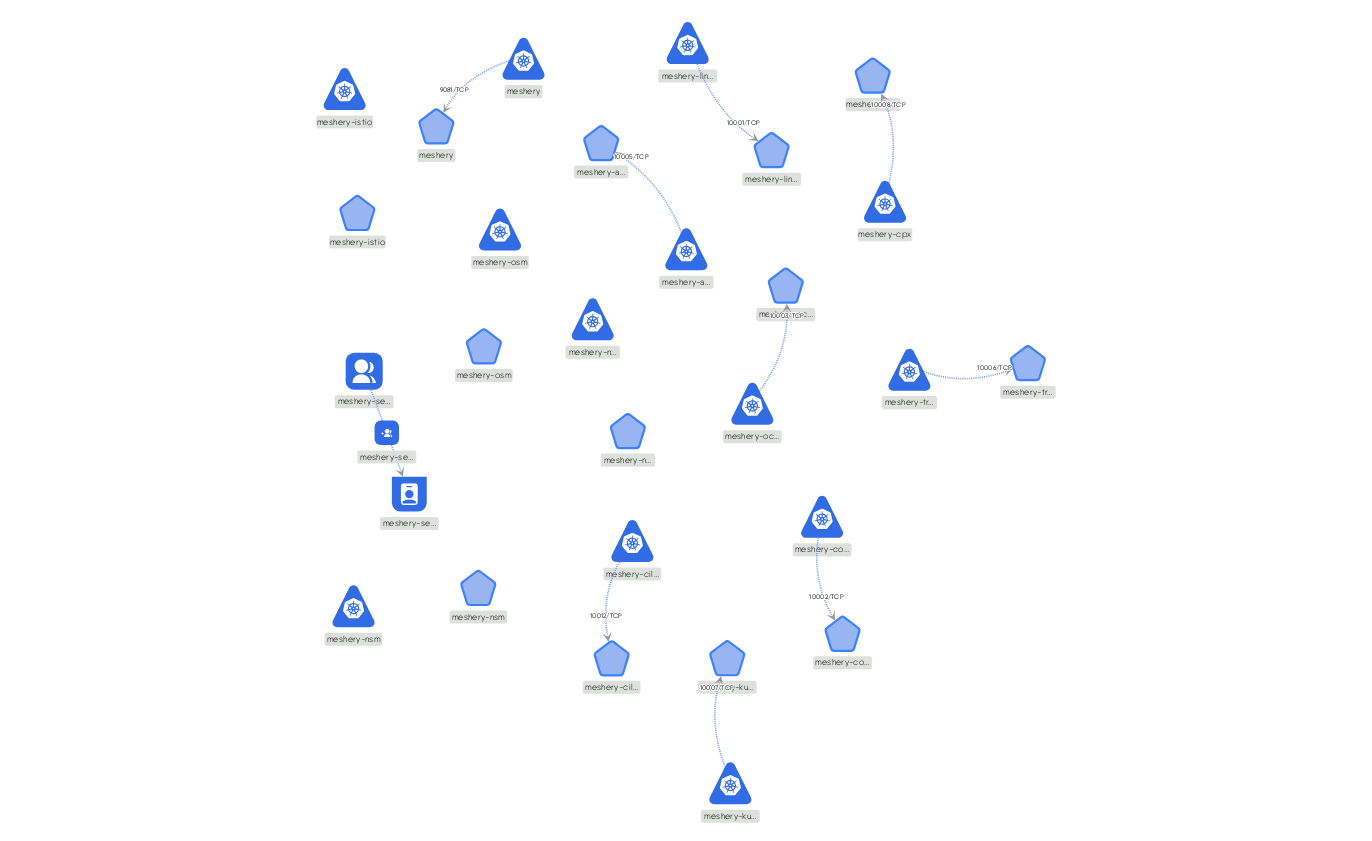 meshery-lin...
meshery
9081/TCP
meshery-istio
10008/TCP
10001/TCP
meshery
10005/TCP
meshery-a...
meshery-lin...
meshery-cpx
meshery-istio
meshery-osm
meshery-a...
10003/TCP
meshery-n...
10006/TCP
meshery-osm
meshery-tr...
meshery-se...
meshery-tr...
meshery-oc...
meshery-se...
meshery-n...
meshery-se...
meshery-co...
meshery-cil...
10002/TCP
10012/TCP
meshery-nsm
meshery-nsm
meshery-co...
meshery-cil...
10007/TCP
meshery-ku...